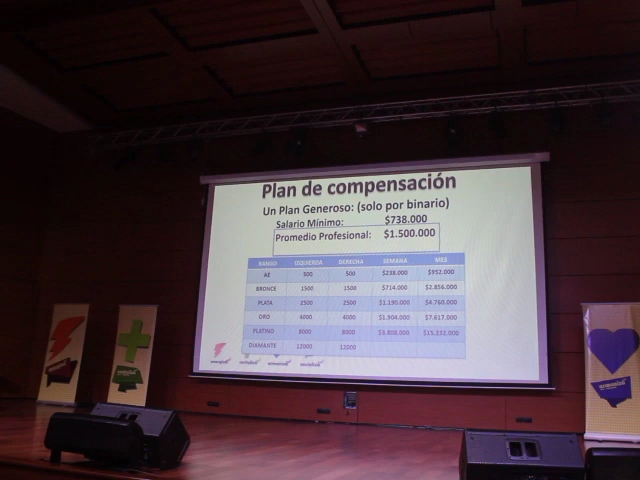 Plan de compensación
Un Plan Generoso: (solo por binario)
Salario Mínimo: $738.000
Promedio Profesional: $1.500.000
RANGO IZQUIERDA DERECHA SEMANA MES
AE 500 500 $238.000 $952.000
BRONCE 1500 1500 $714.000 $2.856.000
PLATA 2500 2500 $1.190.000 $4.760.000
ORO 4000 4000 $1.904.000 $7.617.000
PLATINO 8000 8000 $3.808.000 $15.232.000
DIAMANTE 12000 12000